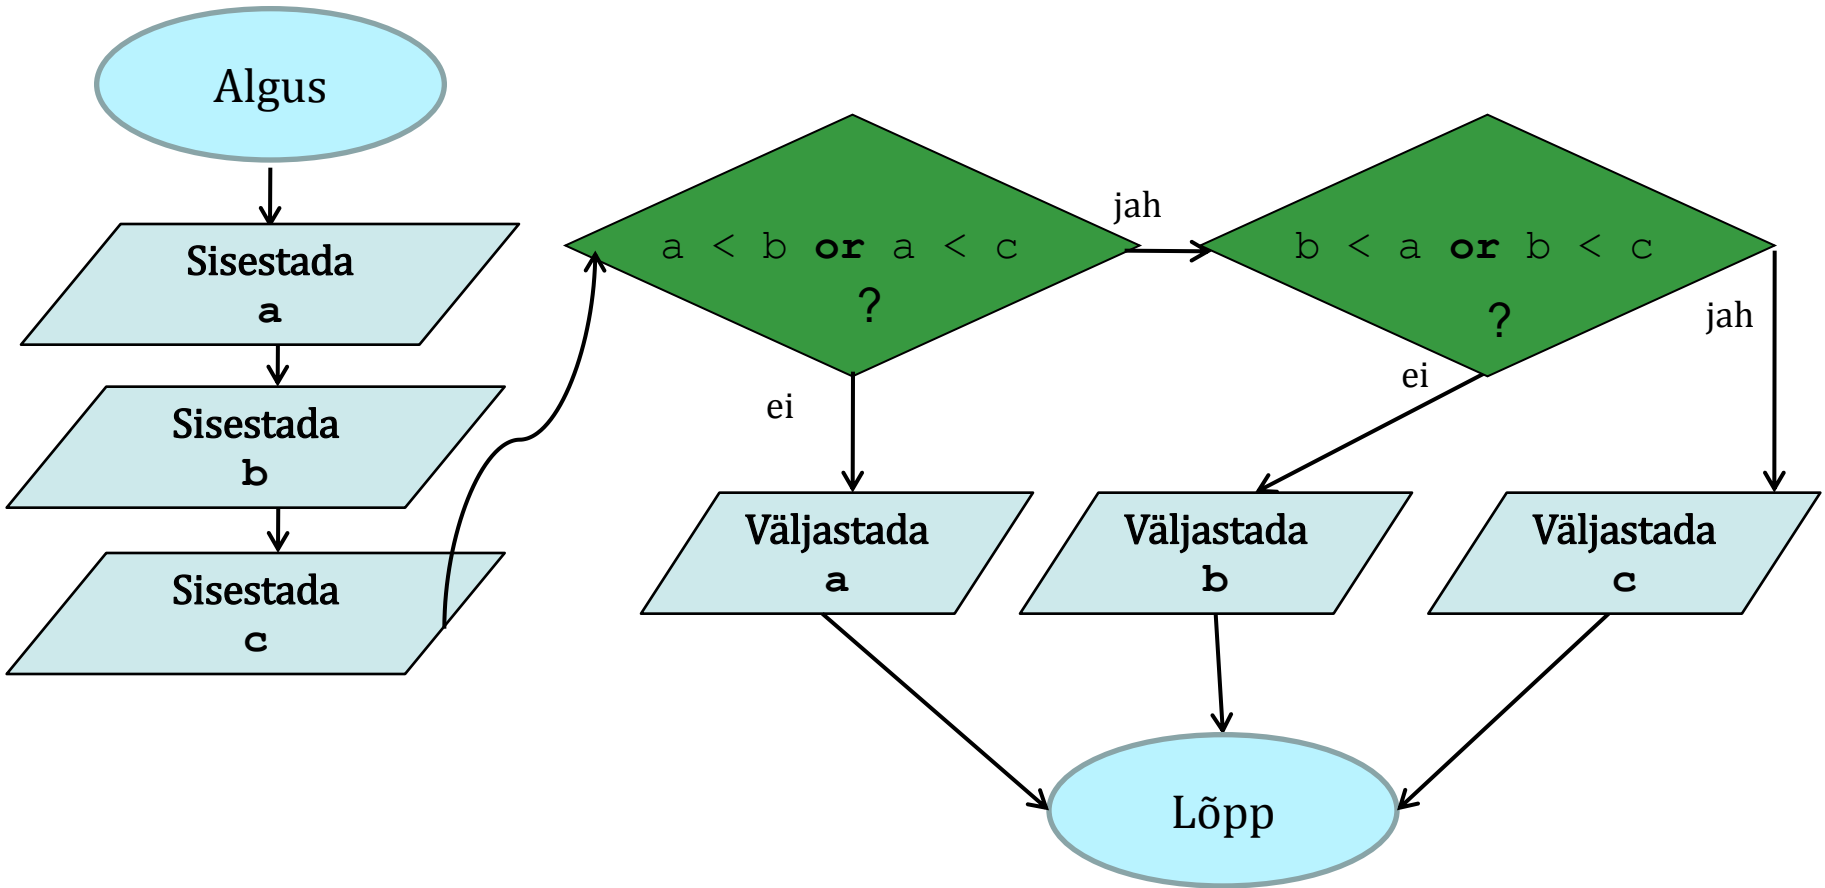 Algus
Sisestada
a
Sisestada
b
Sisestada
c
a < b or a < c
?
jah
ei
b < a or b < c
?
jah
ei
Väljastada
a
Väljastada
b
Väljastada
c
Lõpp